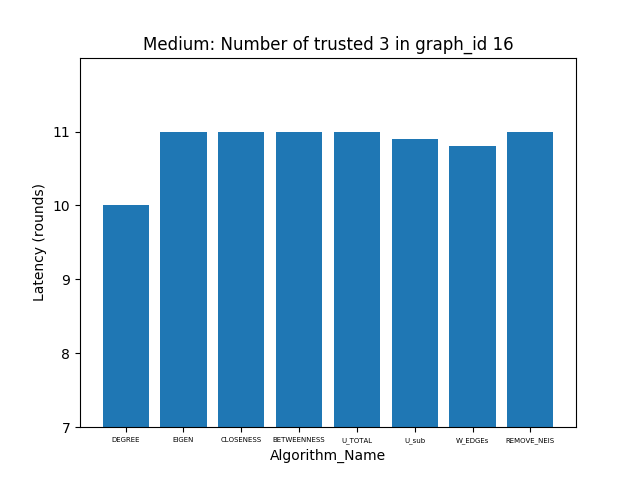 Medium: Number of trusted 3 in graph_id 16
Latency (rounds)
11
10
9
8
7
DEGREE EIGEN CLOSENESS BETWEENNESS U_TOTAL U_sub W_EDGEs REMOVE_NEIS
Algorithm_Name